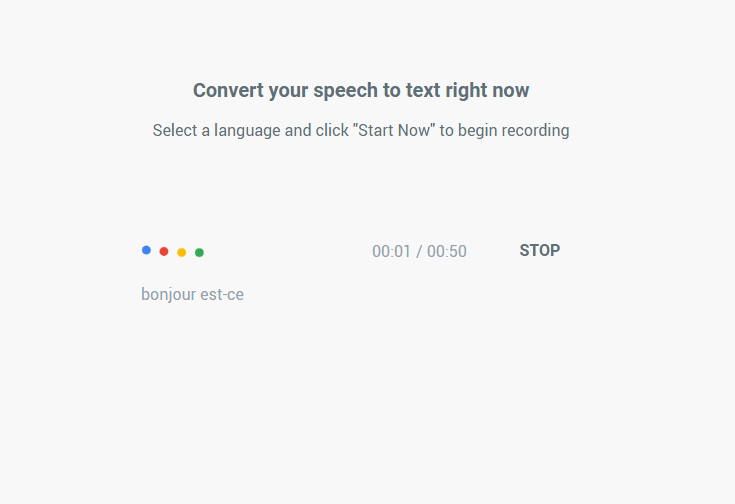 Convert your speech to text right now
Select a language and click "Start Now" to begin recording
00:01 / 00:50 STOP
bonjour est-ce